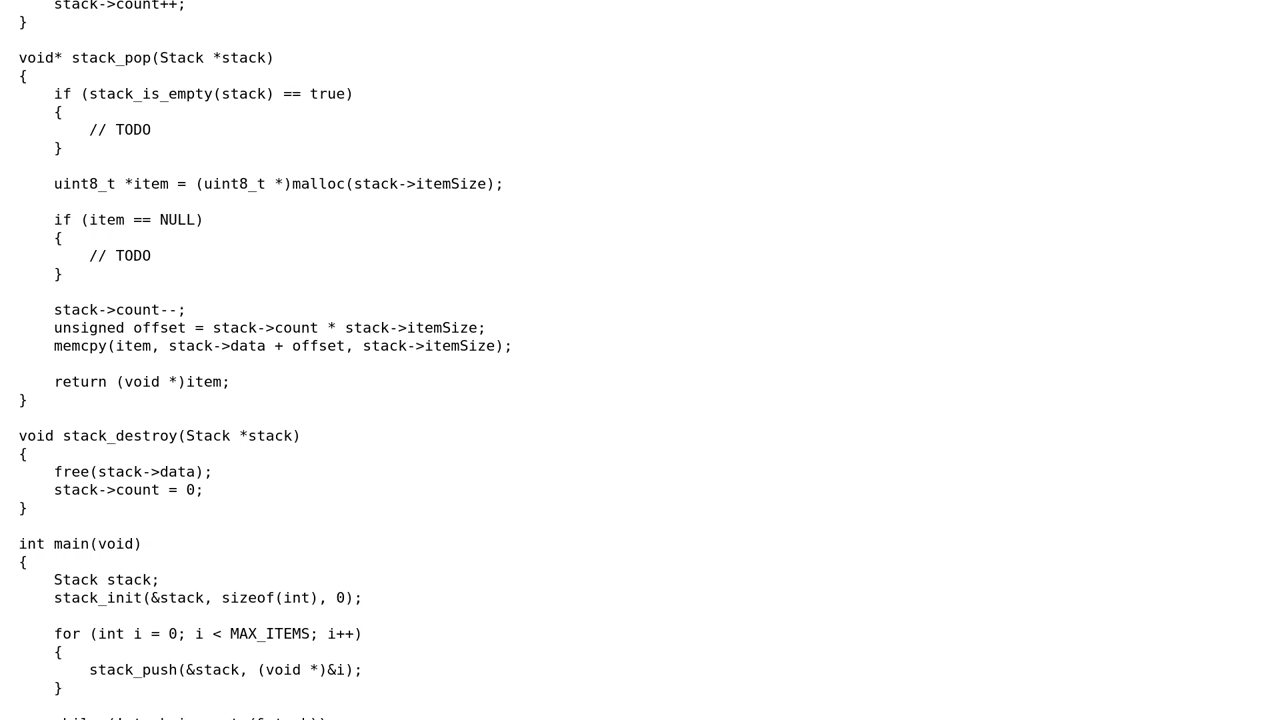 stack->count++;
}

void* stack_pop(Stack *stack)
{
    if (stack_is_empty(stack) == true)
    {
        // TODO
    }

    uint8_t *item = (uint8_t *)malloc(stack->itemSize);

    if (item == NULL)
    {
        // TODO
    }

    stack->count--;
    unsigned offset = stack->count * stack->itemSize;
    memcpy(item, stack->data + offset, stack->itemSize);

    return (void *)item;
}

void stack_destroy(Stack *stack)
{
    free(stack->data);
    stack->count = 0;
}

int main(void)
{
    Stack stack;
    stack_init(&stack, sizeof(int), 0);

    for (int i = 0; i < MAX_ITEMS; i++)
    {
        stack_push(&stack, (void *)&i);
    }